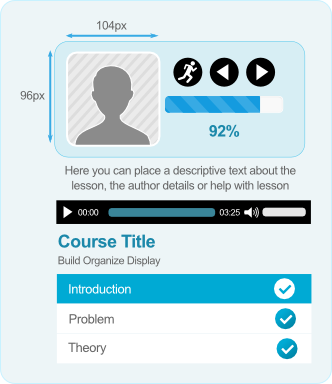 104px
96px
92%
Here you can place a descriptive text about the
lesson, the author details or help with lesson
00:00 03:25
Course Title
Build Organize Display
Introduction
Problem
Theory